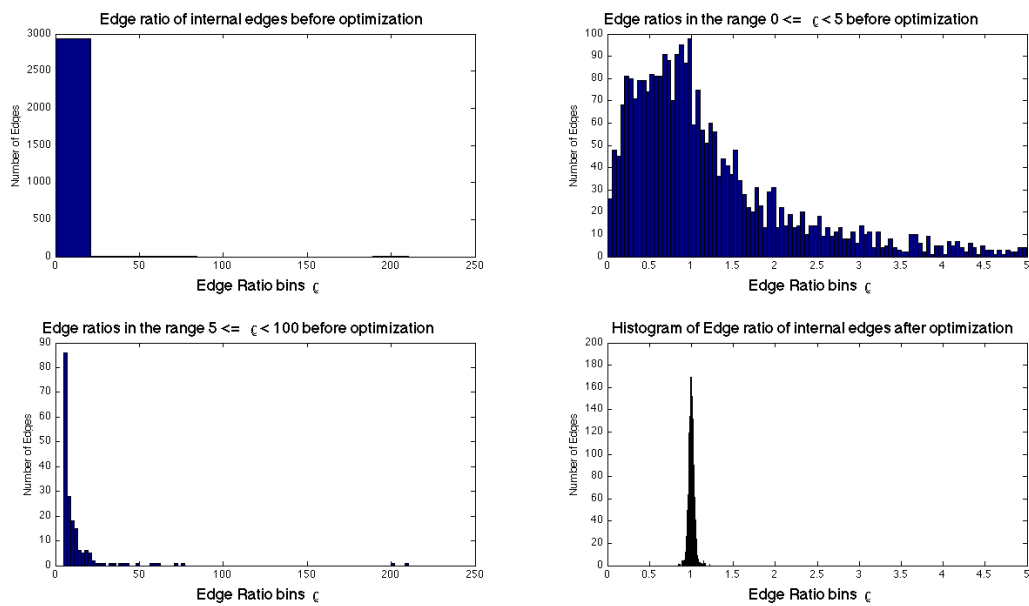 Edge ratio of internal edges before optimization
Number of Edges
3000
2500
2000
1500
1000
500
0
0 50 100 150 200 250
Edge Ratio bins ς
Edge ratios in the range 0 <= ς < 5 before optimization
Number of Edges
100
90
80
70
60
50
40
30
20
10
0
0 0.5 1 1.5 2 2.5 3 3.5 4 4.5 5
Edge Ratio bins ς
Edge ratios in the range 5 <= ς < 100 before optimization
Number of Edges
90
80
70
60
50
40
30
20
10
0
0 50 100 150 200 250
Edge Ratio bins ς
Histogram of Edge ratio of internal edges after optimization
Number of Edges
200
180
160
140
120
100
80
60
40
20
0
0 0.5 1 1.5 2 2.5 3 3.5 4 4.5 5
Edge Ratio bins ς